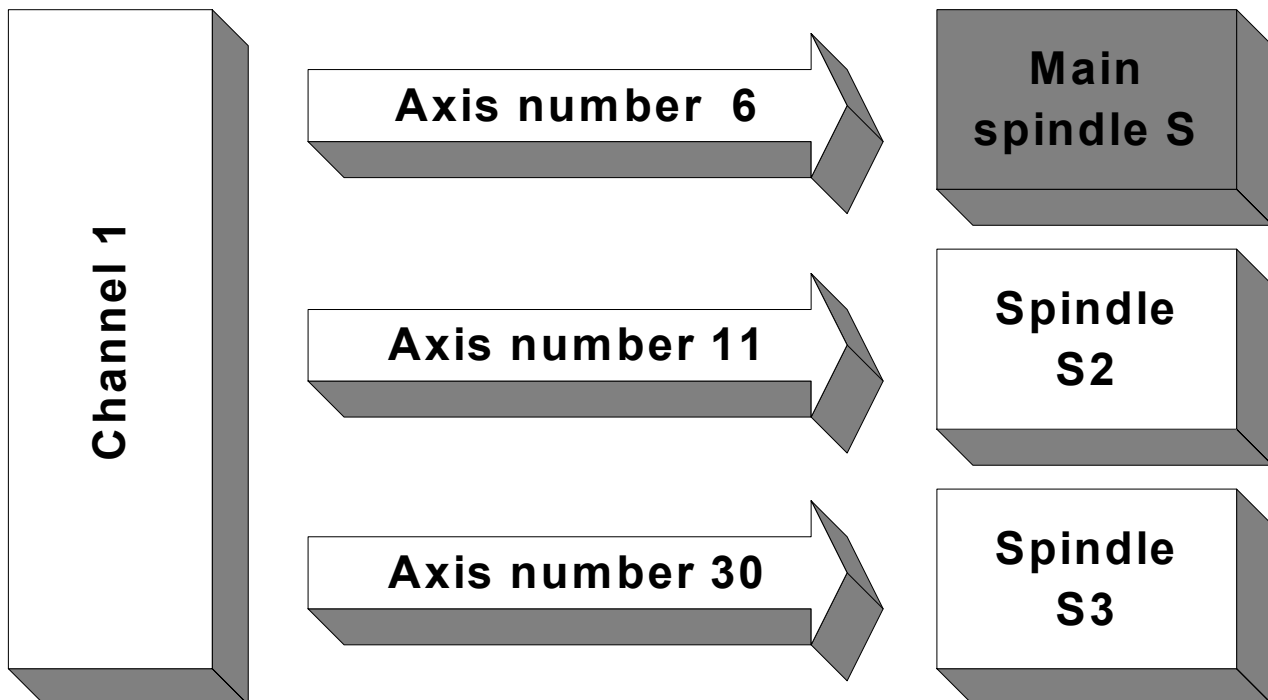 Channel 1
Axis number 6
Main
spindle S
Axis number 11
Spindle
S2
Axis number 30
Spindle
S3